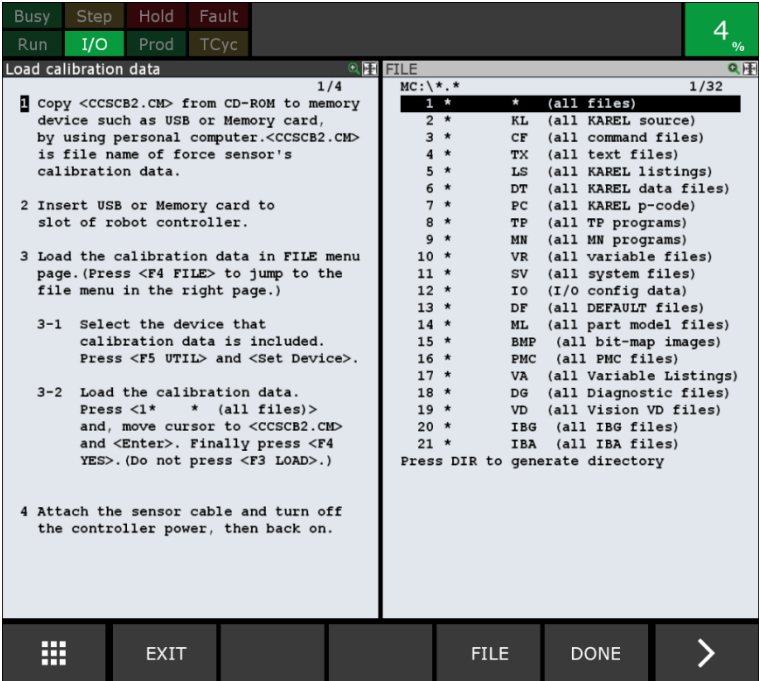 Busy Step Hold Fault
Run I/O Prod TCyc
4 %
Load calibration data
1/4
1 Copy <CCSCB2.CM> from CD-ROM to memory
device such as USB or Memory card,
by using personal computer.<CCSCB2.CM>
is file name of force sensor's
calibration data.
2 Insert USB or Memory card to
slot of robot controller.
3 Load the calibration data in FILE menu
page.(Press <F4 FILE> to jump to the
file menu in the right page.)
3-1 Select the device that
calibration data is included.
Press <F5 UTIL> and <Set Device>.
3-2 Load the calibration data.
Press <1* * (all files)>
and, move cursor to <CCSCB2.CM>
and <Enter>. Finally press <F4
YES>.(Do not press <F3 LOAD>.)
4 Attach the sensor cable and turn off
the controller power, then back on.
FILE
MC:\*.* 1/32
1 * * (all files)
2 * KL (all KAREL source)
3 * CF (all command files)
4 * TX (all text files)
5 * LS (all KAREL listings)
6 * DT (all KAREL data files)
7 * PC (all KAREL p-code)
8 * TP (all TP programs)
9 * MN (all MN programs)
10 * VR (all variable files)
11 * SV (all system files)
12 * IO (I/O config data)
13 * DF (all DEFAULT files)
14 * ML (all part model files)
15 * BMP (all bit-map images)
16 * PMC (all PMC files)
17 * VA (all Variable Listings)
18 * DG (all Diagnostic files)
19 * VD (all Vision VD files)
20 * IBG (all IBG files)
21 * IBA (all IBA files)
Press DIR to generate directory
EXIT FILE DONE